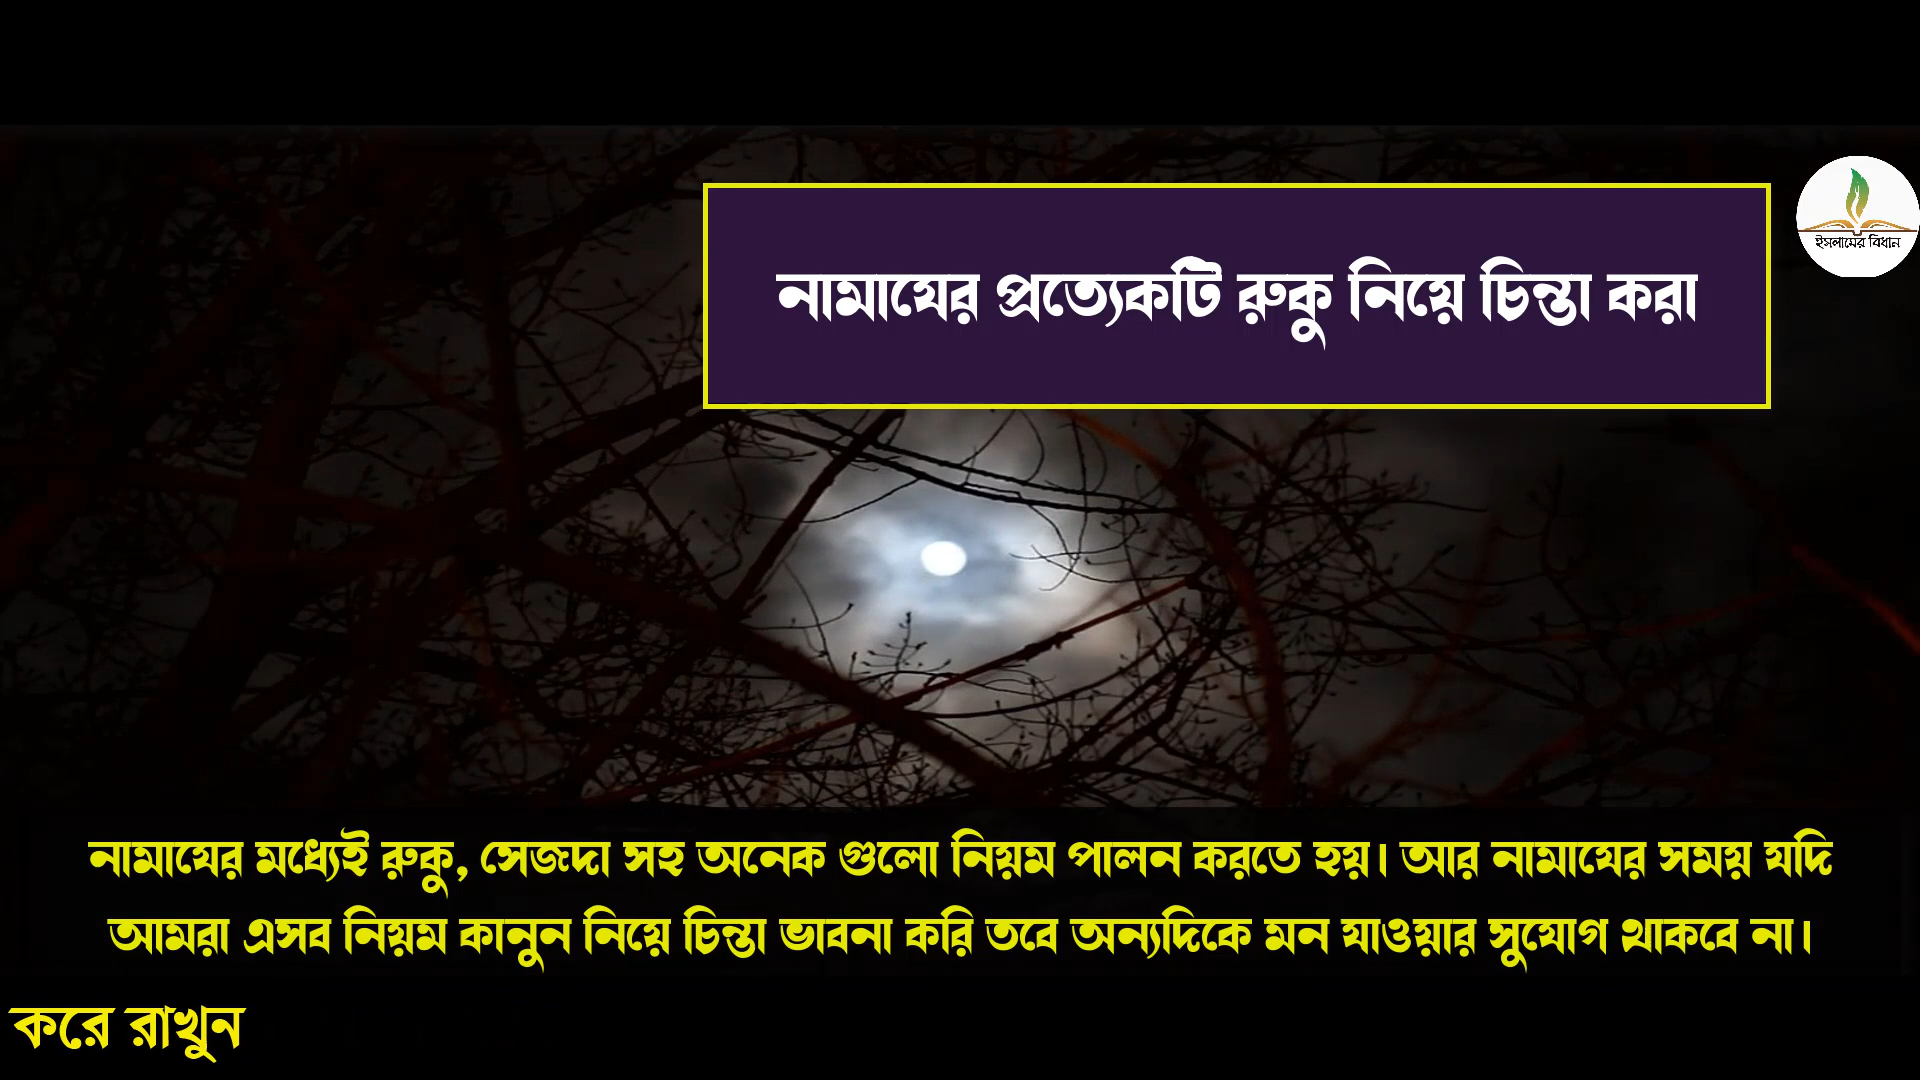 নামাযের প্রত্যেকটি রুকু নিয়ে চিন্তা করা
ইসলামের বিধান
নামাযের মধ্যেই রুকু, সেজদা সহ অনেক গুলো নিয়ম পালন করতে হয়। আর নামাযের সময় যদি
আমরা এসব নিয়ম কানুন নিয়ে চিন্তা ভাবনা করি তবে অন্যদিকে মন যাওয়ার সুযোগ থাকবে না।
করে রাখুন